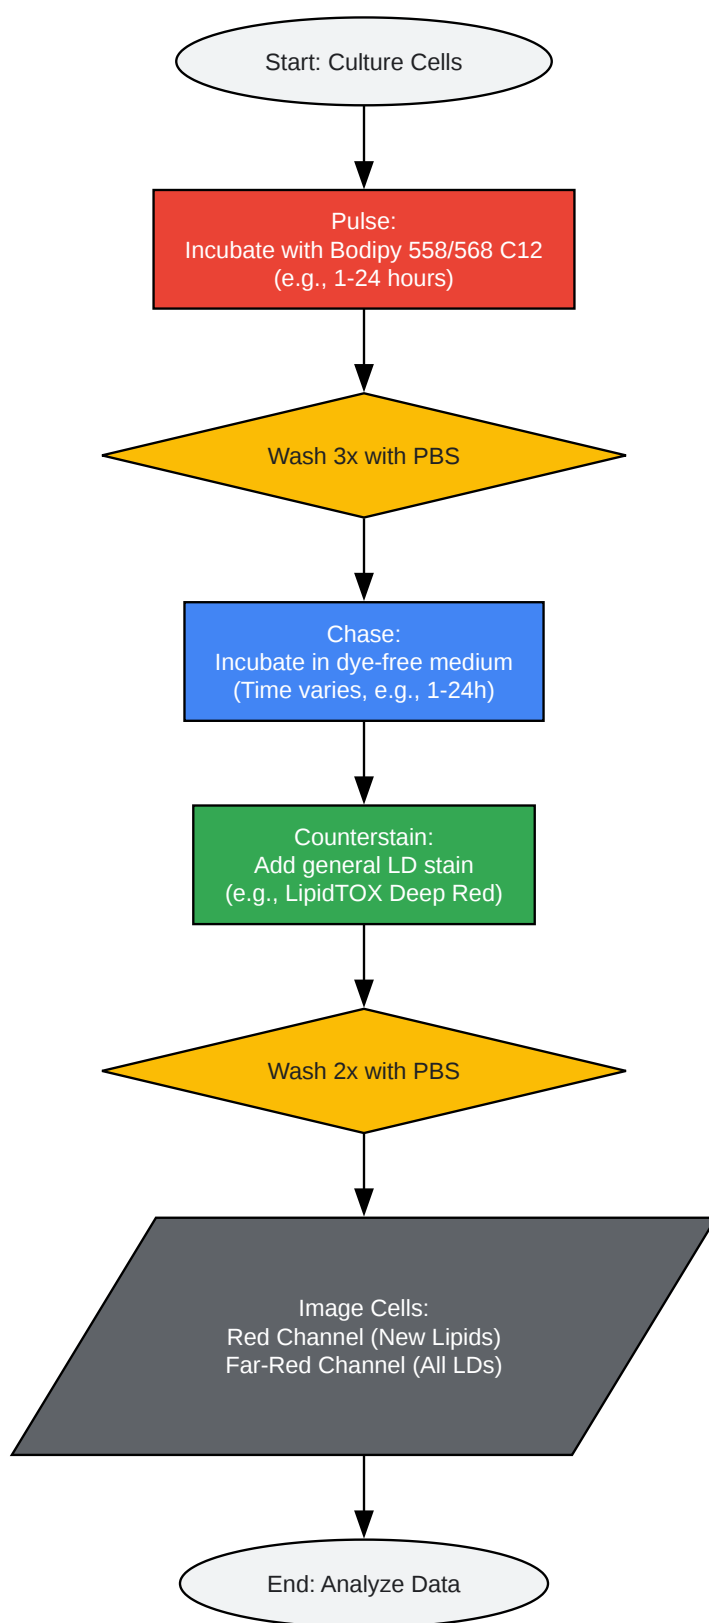 Start: Culture Cells
Pulse:
Incubate with Bodipy 558/568 C12
(e.g., 1-24 hours)
Wash 3x with PBS
Chase:
Incubate in dye-free medium
(Time varies, e.g., 1-24h)
Counterstain:
Add general LD stain
(e.g., LipidTOX Deep Red)
Wash 2x with PBS
Image Cells:
Red Channel (New Lipids)
Far-Red Channel (All LDs)
End: Analyze Data